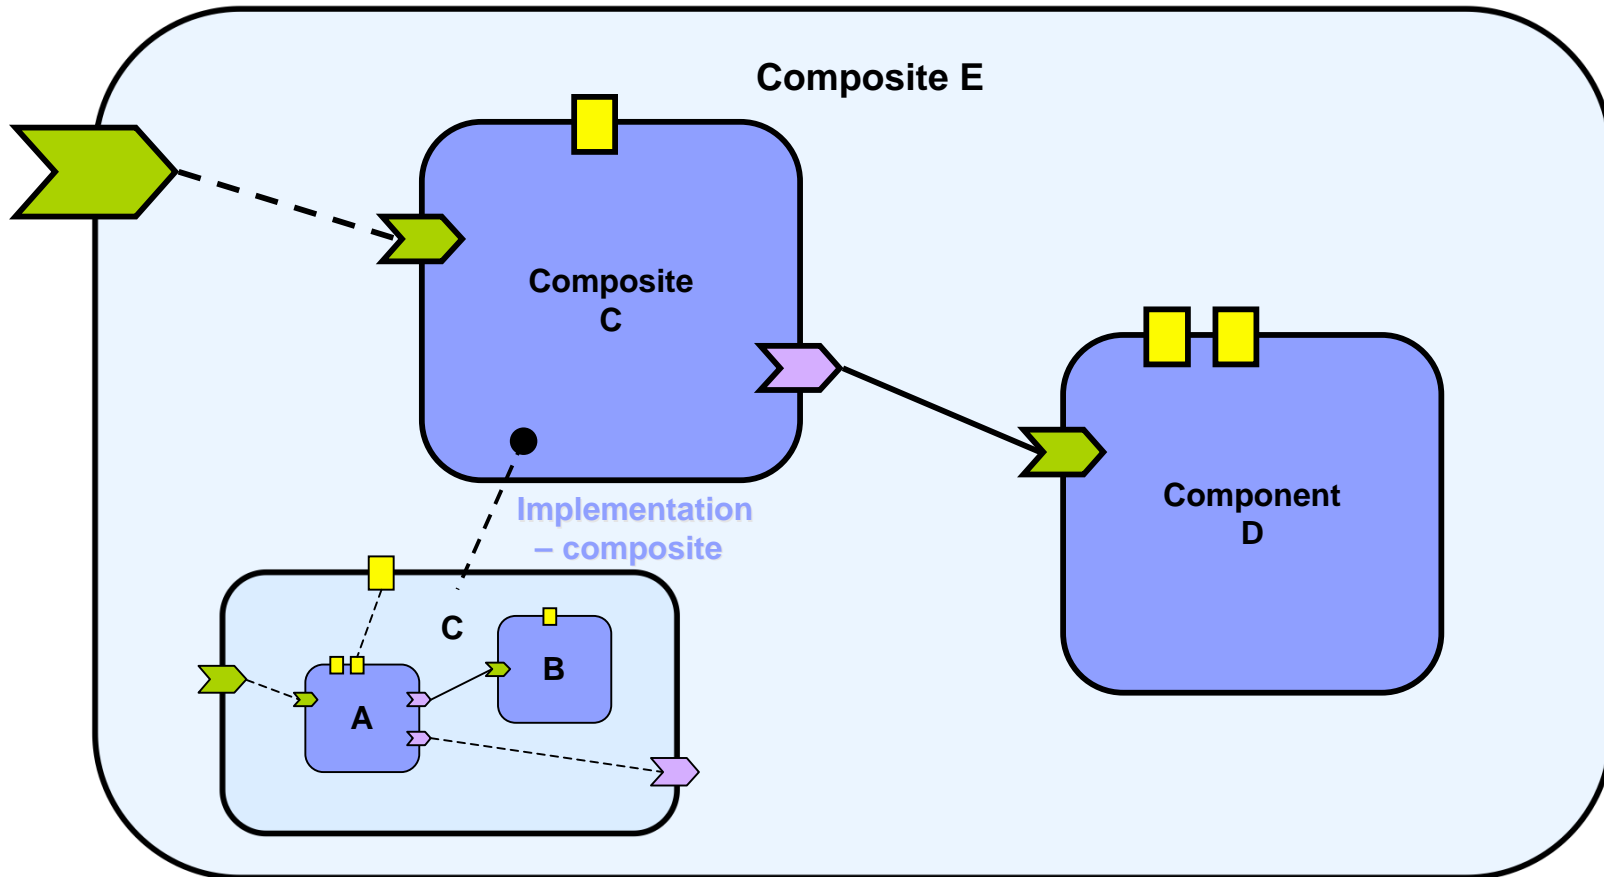 Composite E
Composite
C
Component
D
Implementation
– composite
C
B
A